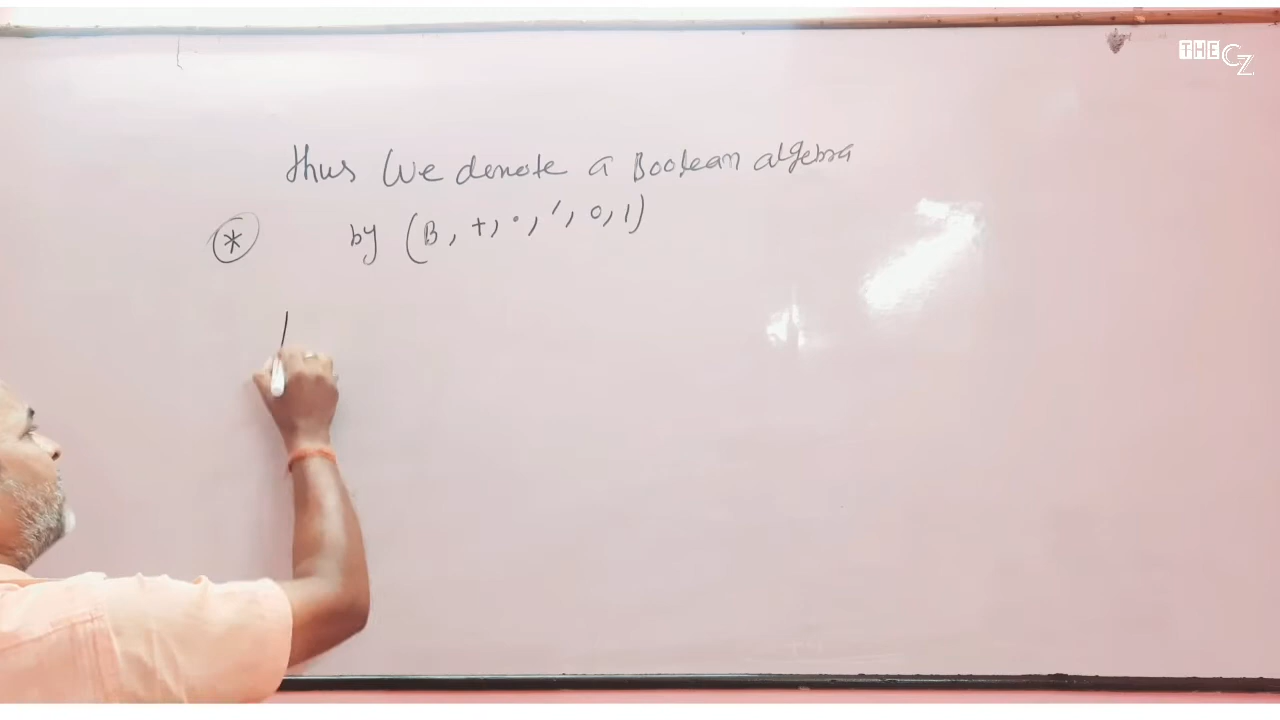 THE CZ
thus we denote a Boolean algebra
* by (B, +, ·, ′, 0, 1)